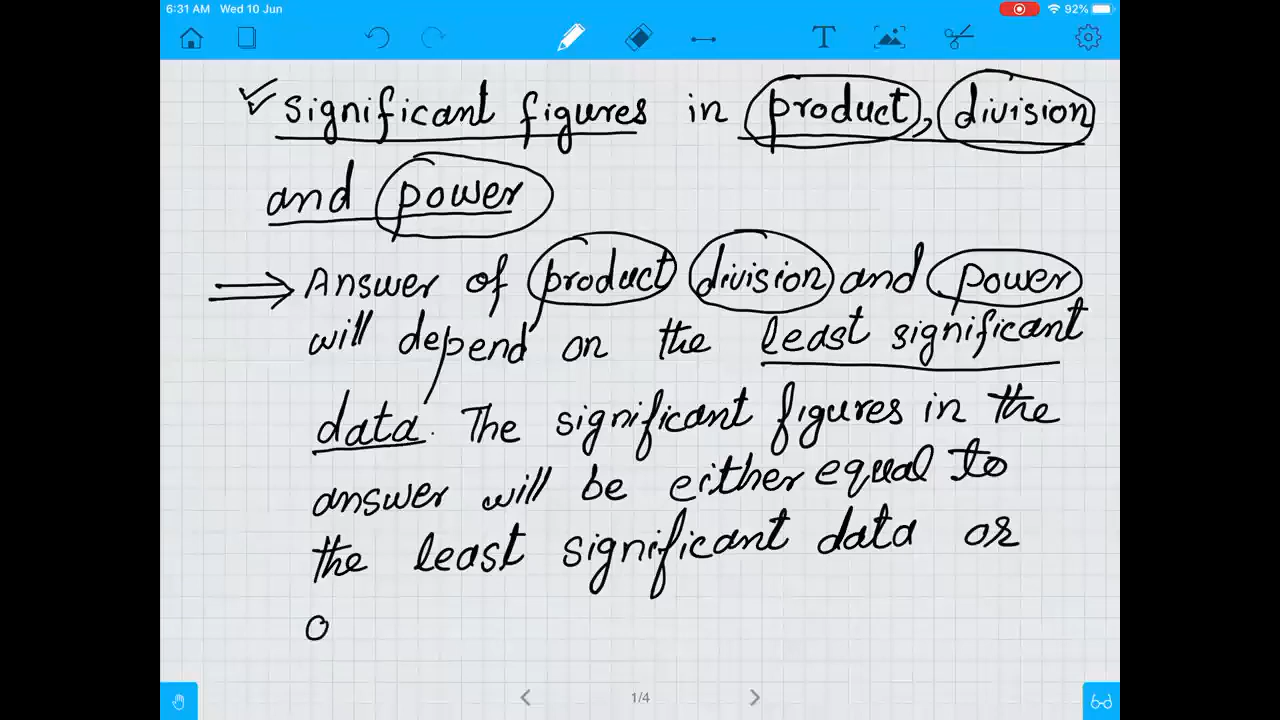 6:31 AM Wed 10 Jun 92%
T
significant figures in product, division
and power
Answer of product division and power
will depend on the least significant
data. The significant figures in the
answer will be either equal to
the least significant data or
o
1/4